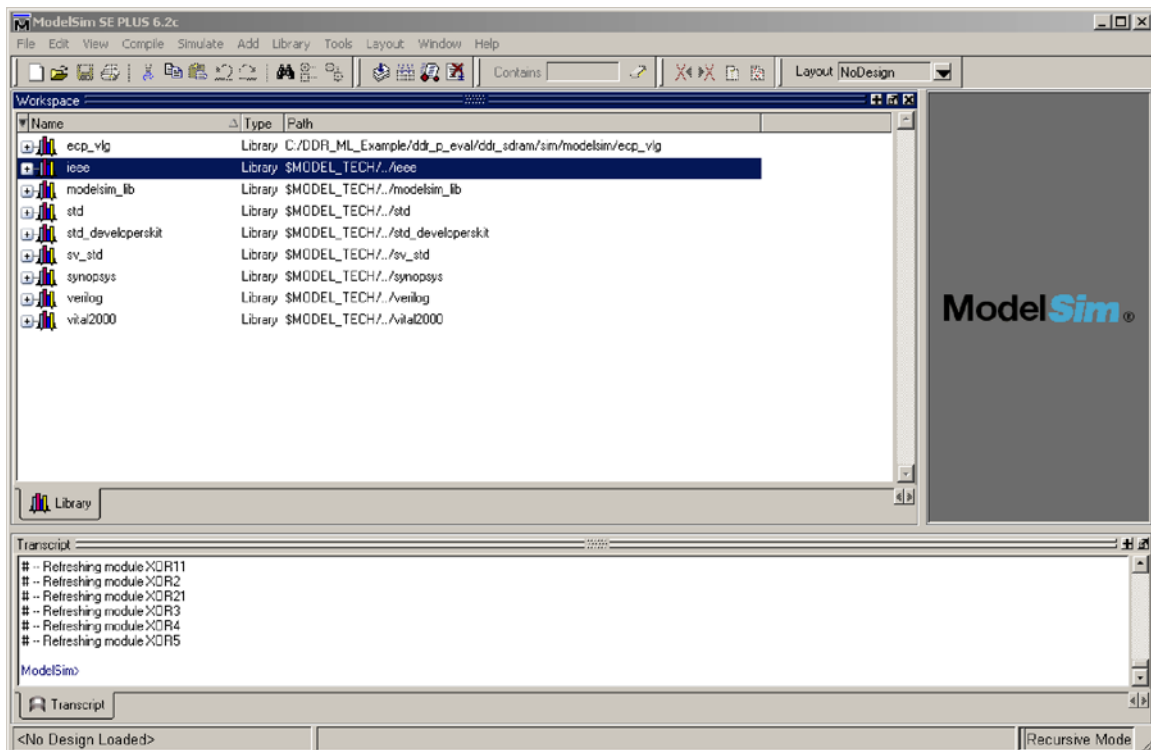 ModelSim SE PLUS 6.2c
File Edit View Compile Simulate Add Library Tools Layout Window Help
Contains Layout NoDesign
Workspace
Name Type Path
ecp_vlg Library C:/DDR_ML_Example/ddr_p_eval/ddr_sdram/sim/modelsim/ecp_vlg
ieee Library $MODEL_TECH/../ieee
modelsim_lib Library $MODEL_TECH/../modelsim_lib
std Library $MODEL_TECH/../std
std_developerskit Library $MODEL_TECH/../std_developerskit
sv_std Library $MODEL_TECH/../sv_std
synopsys Library $MODEL_TECH/../synopsys
verilog Library $MODEL_TECH/../verilog
vital2000 Library $MODEL_TECH/../vital2000
ModelSim®
Library
Transcript
# -- Refreshing module XOR11
# -- Refreshing module XOR2
# -- Refreshing module XOR21
# -- Refreshing module XOR3
# -- Refreshing module XOR4
# -- Refreshing module XOR5
ModelSim>
Transcript
<No Design Loaded> Recursive Mode